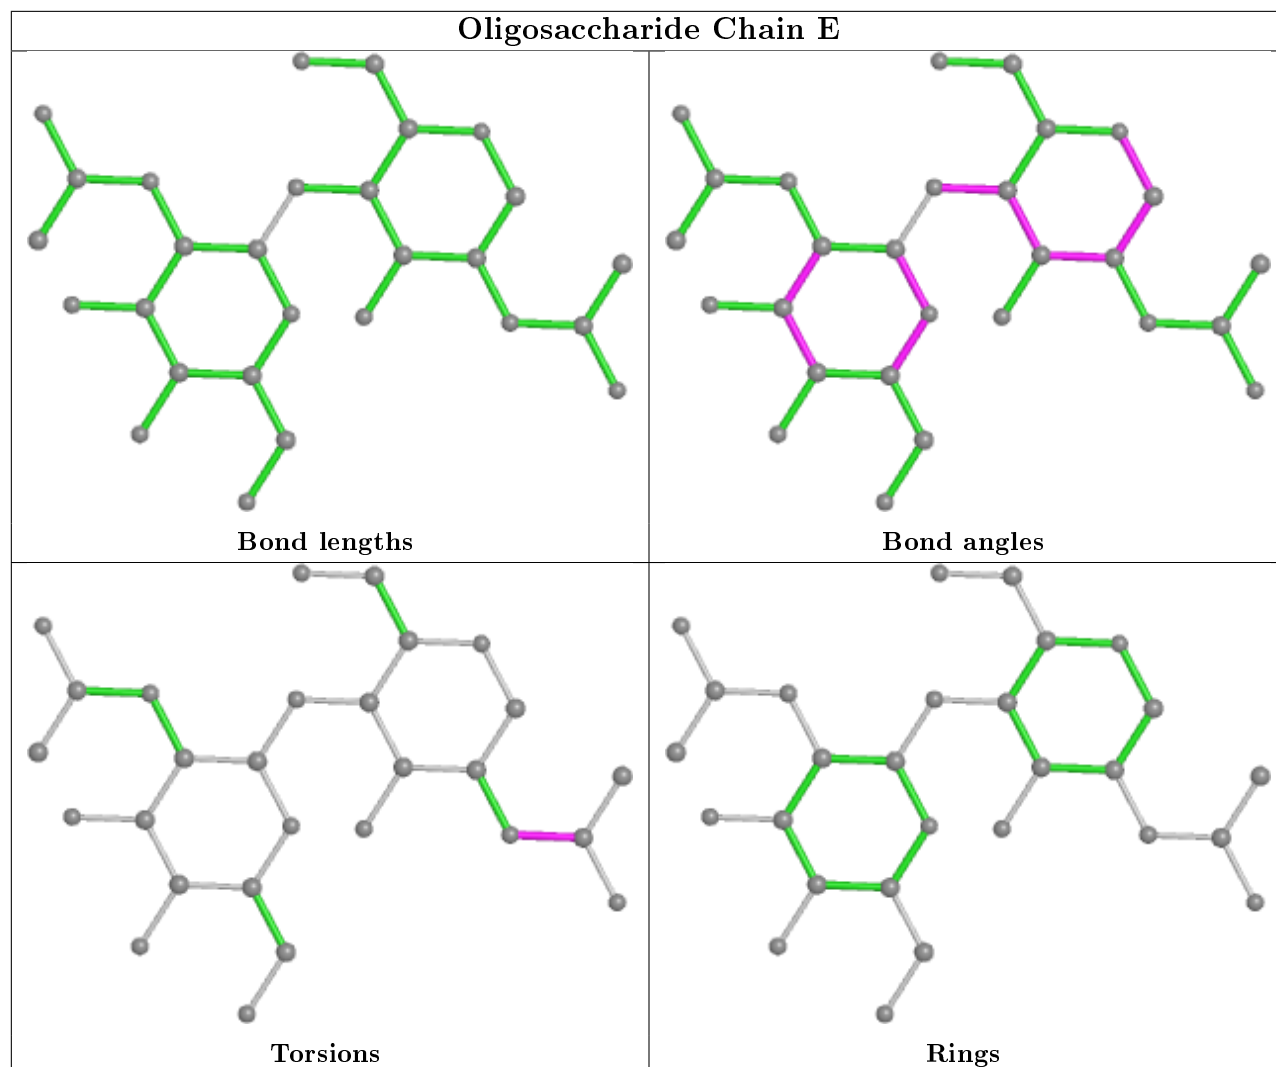 Oligosaccharide Chain E
Bond lengths
Bond angles
Torsions
Rings